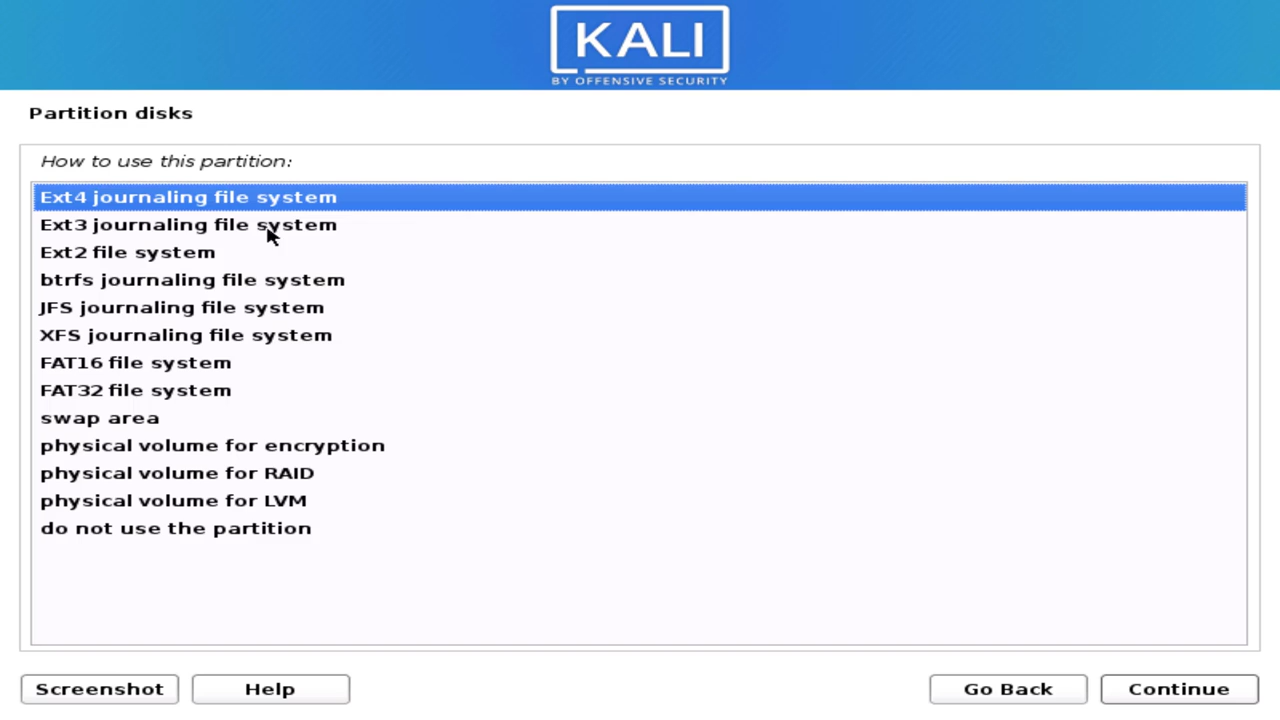 KALI
BY OFFENSIVE SECURITY
Partition disks
How to use this partition:
Ext4 journaling file system
Ext3 journaling file system
Ext2 file system
btrfs journaling file system
JFS journaling file system
XFS journaling file system
FAT16 file system
FAT32 file system
swap area
physical volume for encryption
physical volume for RAID
physical volume for LVM
do not use the partition
Screenshot Help Go Back Continue